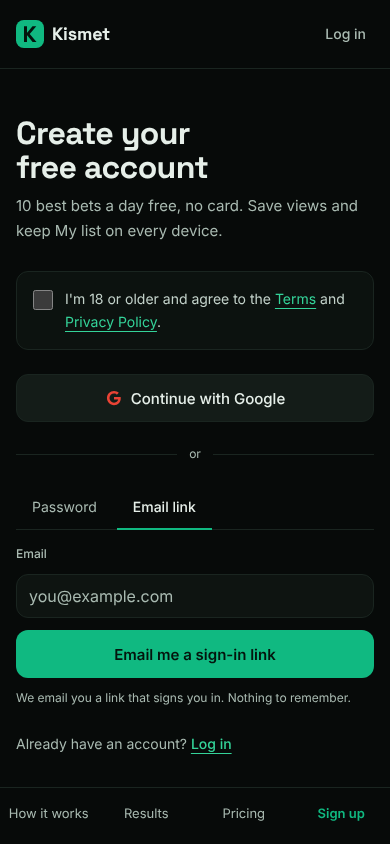 K Kismet
Log in
Create your
free account
10 best bets a day free, no card. Save views and
keep My list on every device.
I'm 18 or older and agree to the Terms and
Privacy Policy.
G Continue with Google
or
Password Email link
Email
you@example.com
Email me a sign-in link
We email you a link that signs you in. Nothing to remember.
Already have an account? Log in
How it works Results Pricing Sign up